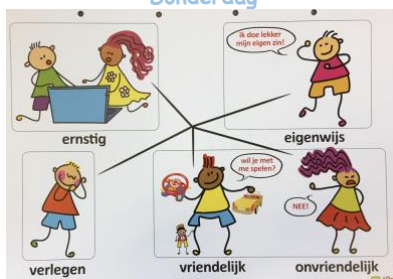 Donderdag
ik doe lekker
mijn eigen zin!
ernstig
eigenwijs
wil je met
me spelen?
NEE!
verlegen
vriendelijk
onvriendelijk